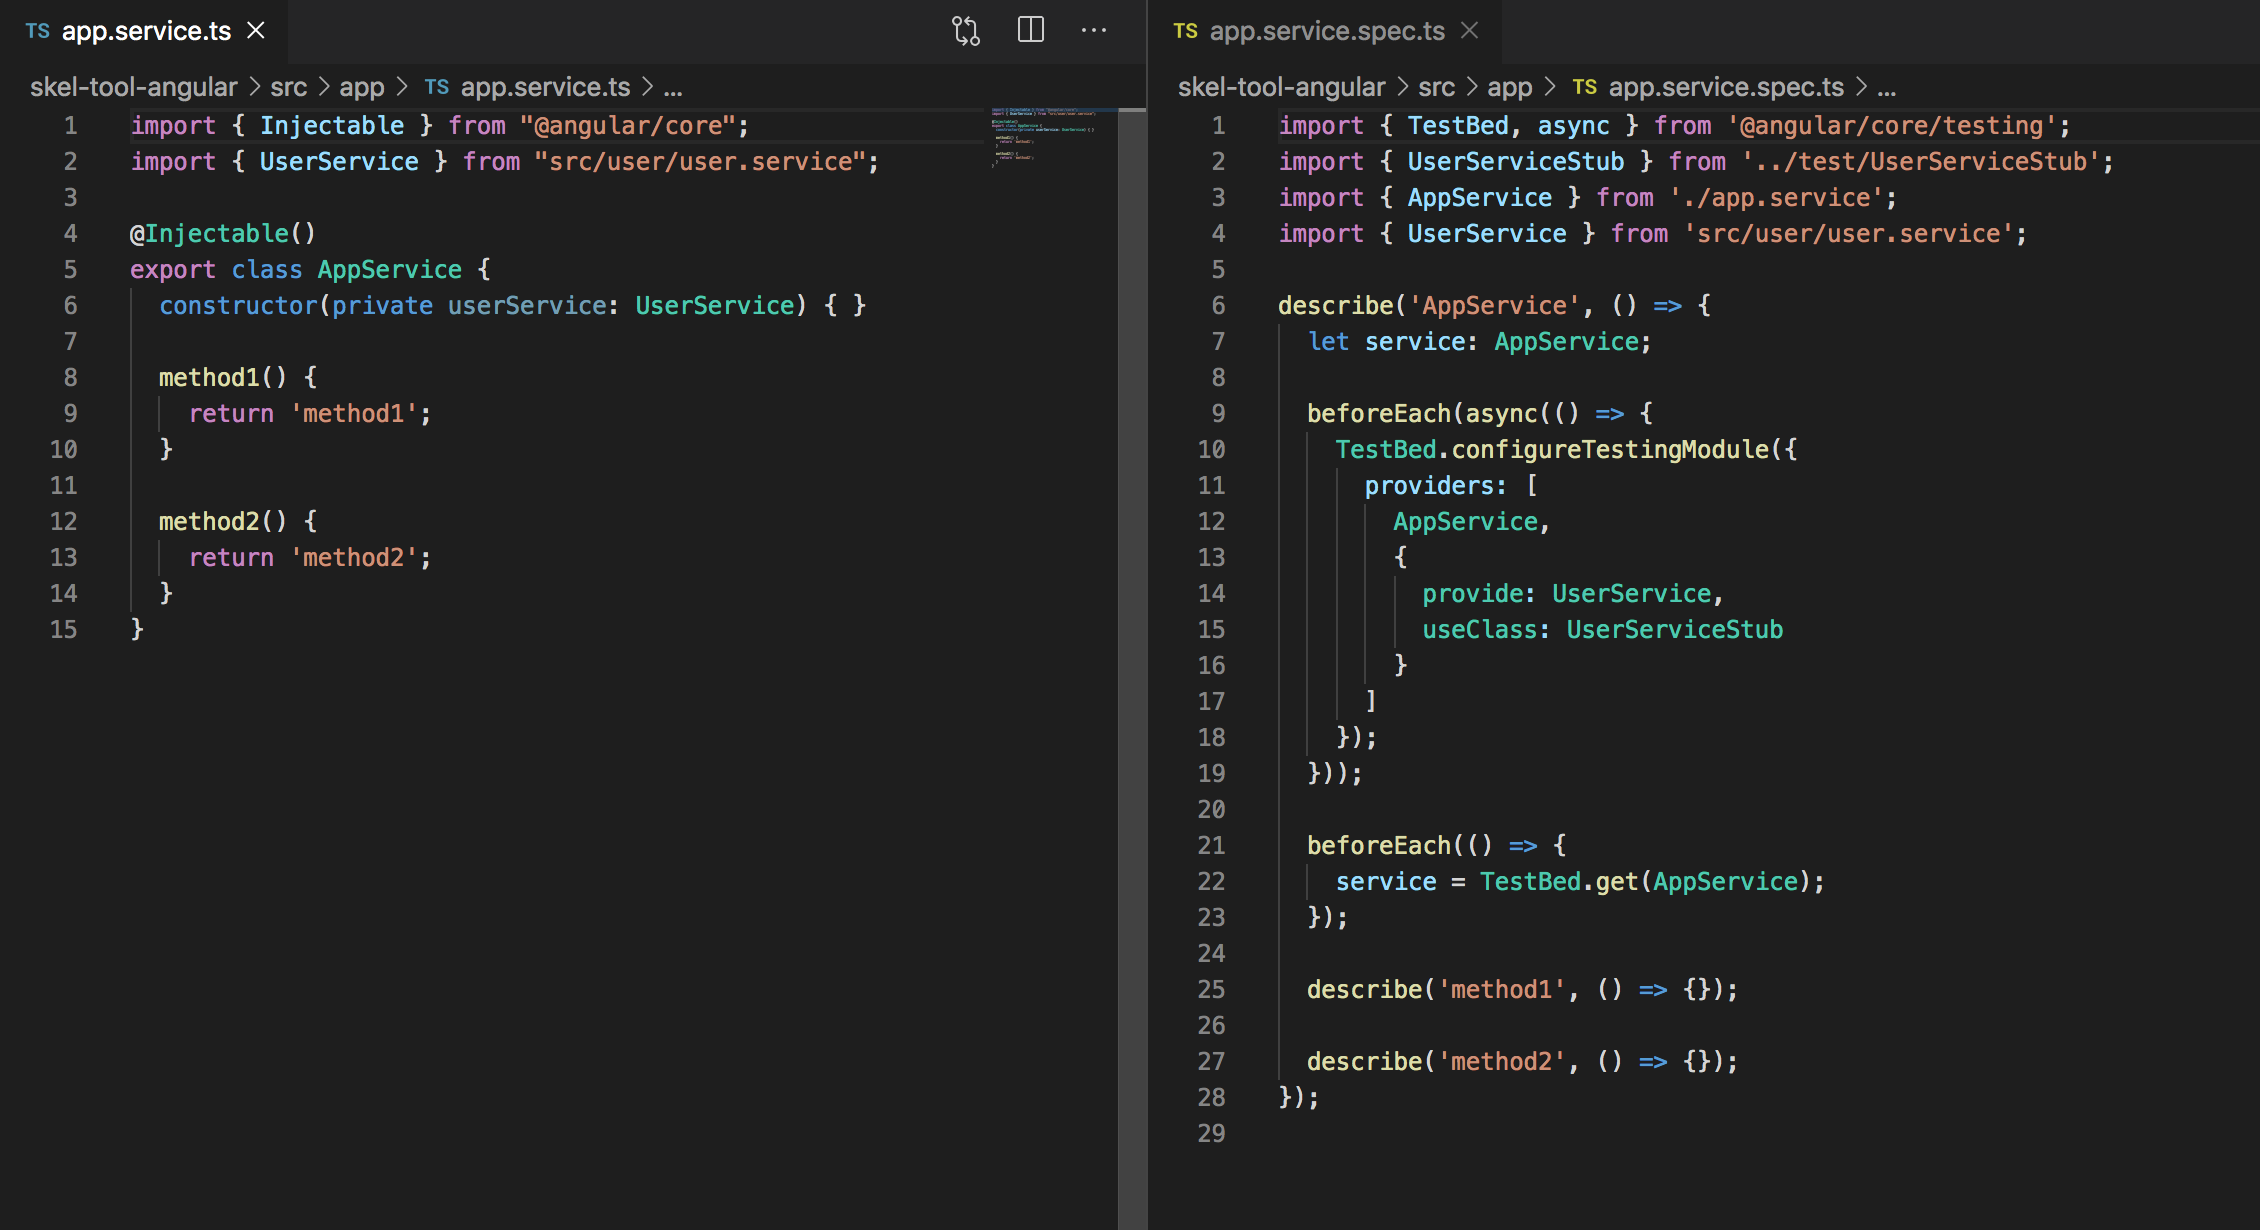 TS app.service.ts
skel-tool-angular > src > app > TS app.service.ts > ...
1 import { Injectable } from "@angular/core";
2 import { UserService } from "src/user/user.service";
3
4 @Injectable()
5 export class AppService {
6   constructor(private userService: UserService) { }
7
8   method1() {
9     return 'method1';
10   }
11
12   method2() {
13     return 'method2';
14   }
15 }
TS app.service.spec.ts
skel-tool-angular > src > app > TS app.service.spec.ts > ...
1 import { TestBed, async } from '@angular/core/testing';
2 import { UserServiceStub } from '../test/UserServiceStub';
3 import { AppService } from './app.service';
4 import { UserService } from 'src/user/user.service';
5
6 describe('AppService', () => {
7   let service: AppService;
8
9   beforeEach(async(() => {
10     TestBed.configureTestingModule({
11       providers: [
12         AppService,
13         {
14           provide: UserService,
15           useClass: UserServiceStub
16         }
17       ]
18     });
19   }));
20
21   beforeEach(() => {
22     service = TestBed.get(AppService);
23   });
24
25   describe('method1', () => {});
26
27   describe('method2', () => {});
28 });
29